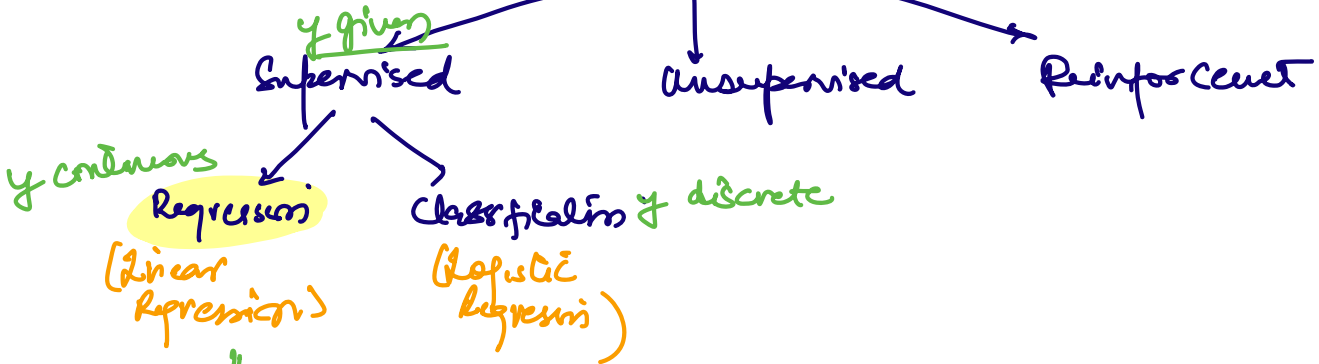 y given
Supervised
Unsupervised
Reinforcement
y continuous
Regression
Classification
y discrete
(Linear
Regression)
(Logistic
Regression)